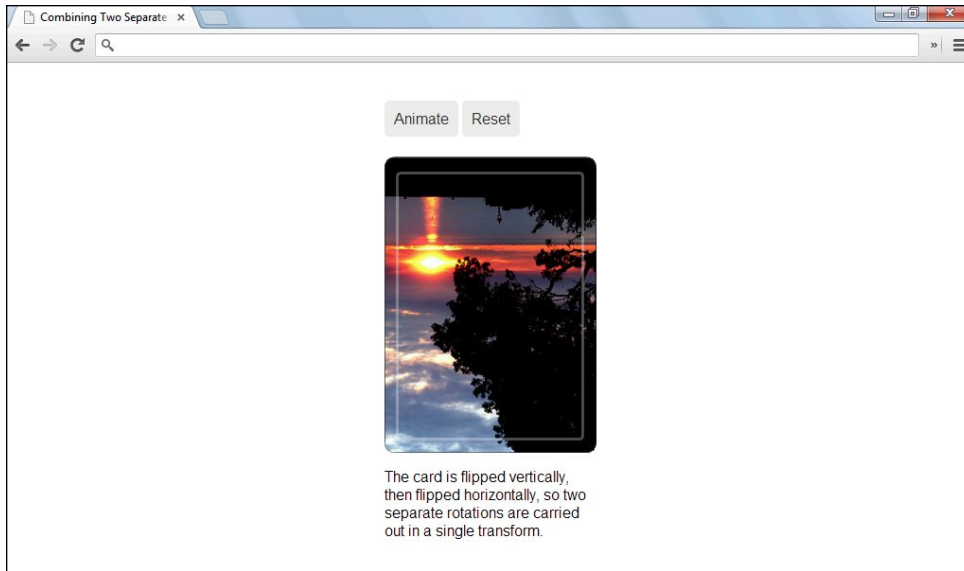 Combining Two Separate
Animate Reset
The card is flipped vertically,
then flipped horizontally, so two
separate rotations are carried
out in a single transform.